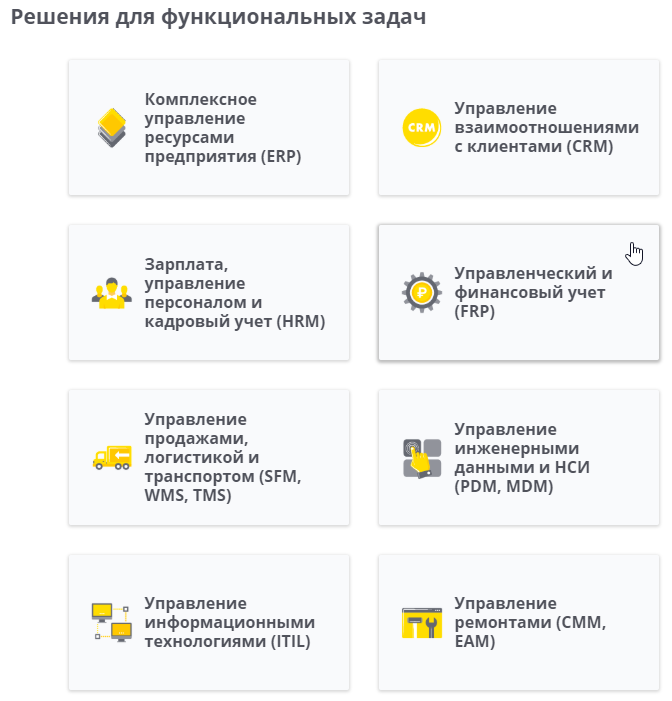 Решения для функциональных задач
Комплексное
управление
ресурсами
предприятия (ERP)
CRM
Управление
взаимоотношениями
с клиентами (CRM)
Зарплата,
управление
персоналом и
кадровый учет (HRM)
₽
Управленческий и
финансовый учет
(FRP)
Управление
продажами,
логистикой и
транспортом (SFM,
WMS, TMS)
Управление
инженерными
данными и НСИ
(PDM, MDM)
Управление
информационными
технологиями (ITIL)
Управление
ремонтами (CMM,
EAM)